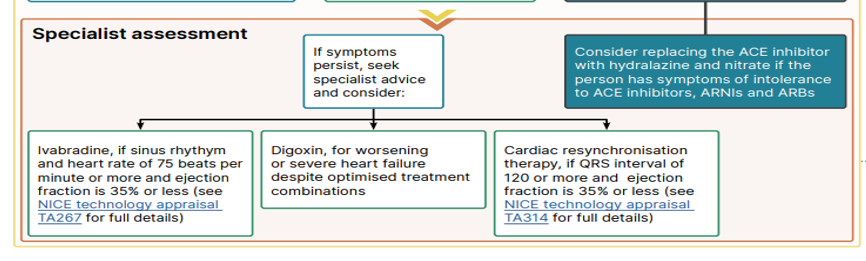 Specialist assessment
If symptoms
persist, seek
specialist advice
and consider:
Consider replacing the ACE inhibitor
with hydralazine and nitrate if the
person has symptoms of intolerance
to ACE inhibitors, ARNIs and ARBs
Ivabradine, if sinus rhythm
and heart rate of 75 beats per
minute or more and ejection
fraction is 35% or less (see
NICE technology appraisal
TA267 for full details)
Digoxin, for worsening
or severe heart failure
despite optimised treatment
combinations
Cardiac resynchronisation
therapy, if QRS interval of
120 or more and ejection
fraction is 35% or less (see
NICE technology appraisal
TA314 for full details)